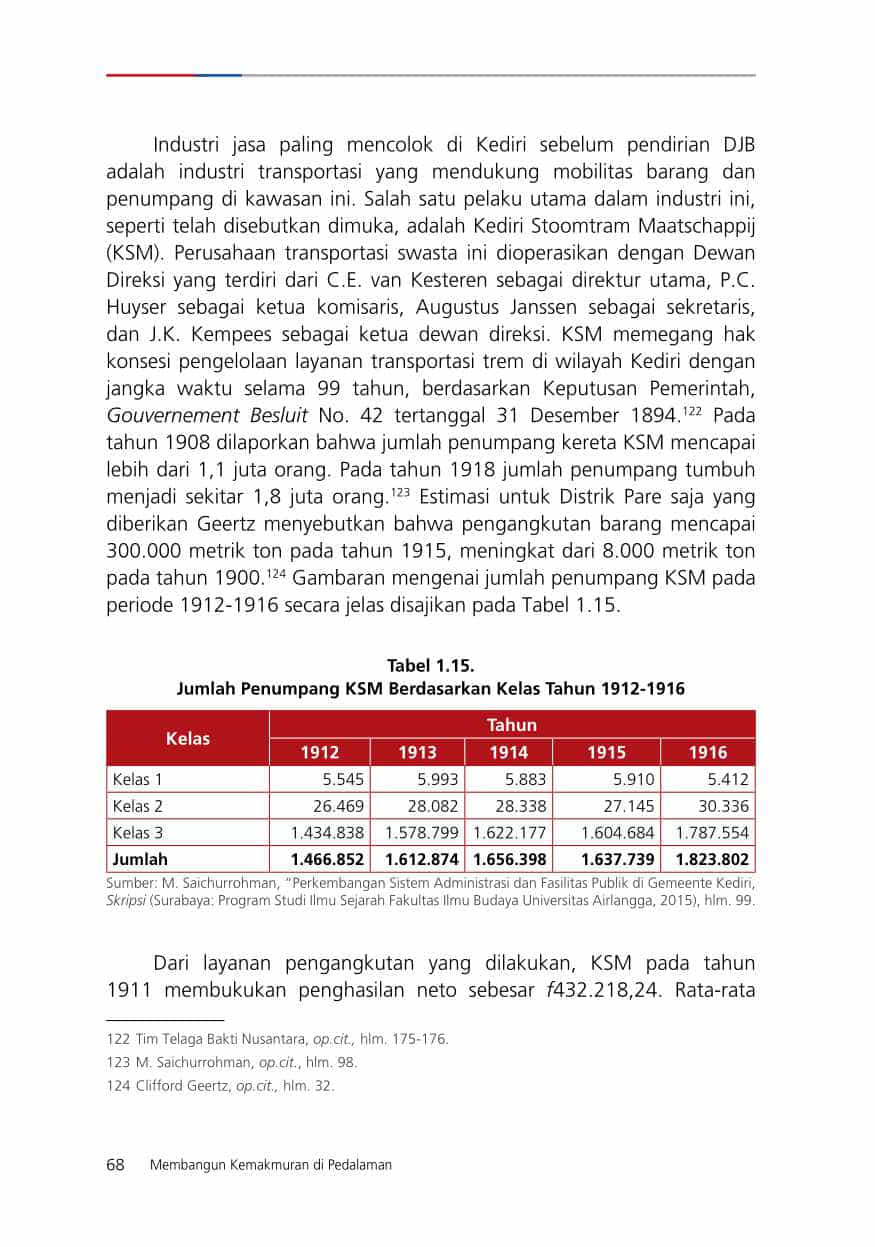 Industri jasa paling mencolok di Kediri sebelum pendirian DJB
adalah industri transportasi yang mendukung mobilitas barang dan
penumpang di kawasan ini. Salah satu pelaku utama dalam industri ini,
seperti telah disebutkan dimuka, adalah Kediri Stoomtram Maatschappij
(KSM). Perusahaan transportasi swasta ini dioperasikan dengan Dewan
Direksi yang terdiri dari C.E. van Kesteren sebagai direktur utama, P.C.
Huyser sebagai ketua komisaris, Augustus Janssen sebagai sekretaris,
dan J.K. Kempees sebagai ketua dewan direksi. KSM memegang hak
konsesi pengelolaan layanan transportasi trem di wilayah Kediri dengan
jangka waktu selama 99 tahun, berdasarkan Keputusan Pemerintah,
Gouvernement Besluit No. 42 tertanggal 31 Desember 1894.122 Pada
tahun 1908 dilaporkan bahwa jumlah penumpang kereta KSM mencapai
lebih dari 1,1 juta orang. Pada tahun 1918 jumlah penumpang tumbuh
menjadi sekitar 1,8 juta orang.123 Estimasi untuk Distrik Pare saja yang
diberikan Geertz menyebutkan bahwa pengangkutan barang mencapai
300.000 metrik ton pada tahun 1915, meningkat dari 8.000 metrik ton
pada tahun 1900.124 Gambaran mengenai jumlah penumpang KSM pada
periode 1912-1916 secara jelas disajikan pada Tabel 1.15.
Tabel 1.15.
Jumlah Penumpang KSM Berdasarkan Kelas Tahun 1912-1916
Kelas Tahun
1912 1913 1914 1915 1916
Kelas 1 5.545 5.993 5.883 5.910 5.412
Kelas 2 26.469 28.082 28.338 27.145 30.336
Kelas 3 1.434.838 1.578.799 1.622.177 1.604.684 1.787.554
Jumlah 1.466.852 1.612.874 1.656.398 1.637.739 1.823.802
Sumber: M. Saichurrohman, “Perkembangan Sistem Administrasi dan Fasilitas Publik di Gemeente Kediri,
Skripsi (Surabaya: Program Studi Ilmu Sejarah Fakultas Ilmu Budaya Universitas Airlangga, 2015), hlm. 99.
Dari layanan pengangkutan yang dilakukan, KSM pada tahun
1911 membukukan penghasilan neto sebesar f432.218,24. Rata-rata
122 Tim Telaga Bakti Nusantara, op.cit., hlm. 175-176.
123 M. Saichurrohman, op.cit., hlm. 98.
124 Clifford Geertz, op.cit., hlm. 32.
68 Membangun Kemakmuran di Pedalaman